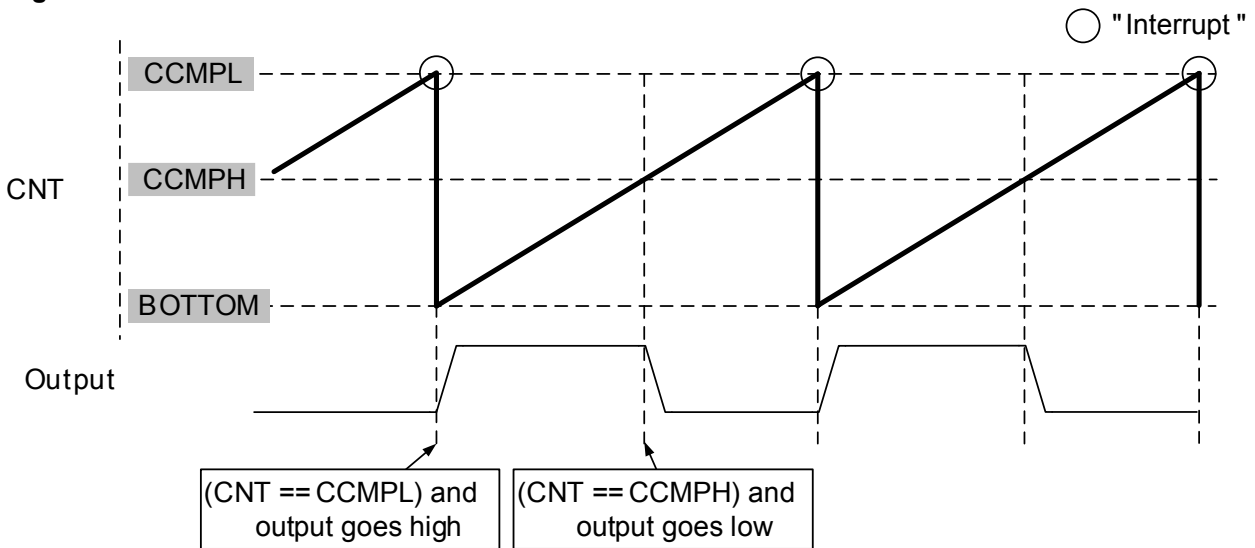 "Interrupt"
CCMPL
CNT
CCMPH
BOTTOM
Output
(CNT == CCMPL) and
output goes high
(CNT == CCMPH) and
output goes low